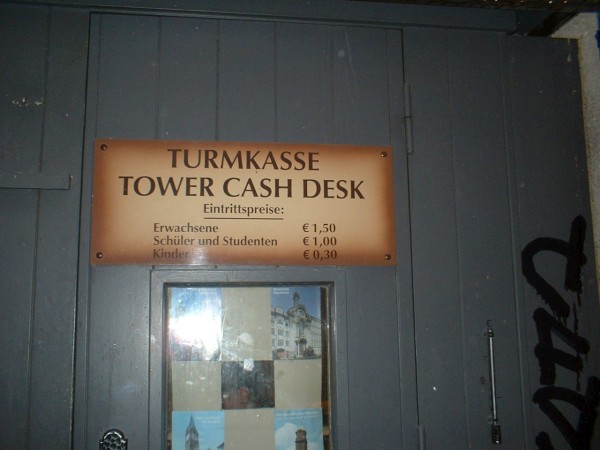 TURMKASSE
TOWER CASH DESK
Eintrittspreise:
Erwachsene € 1,50
Schüler und Studenten € 1,00
Kinder € 0,30